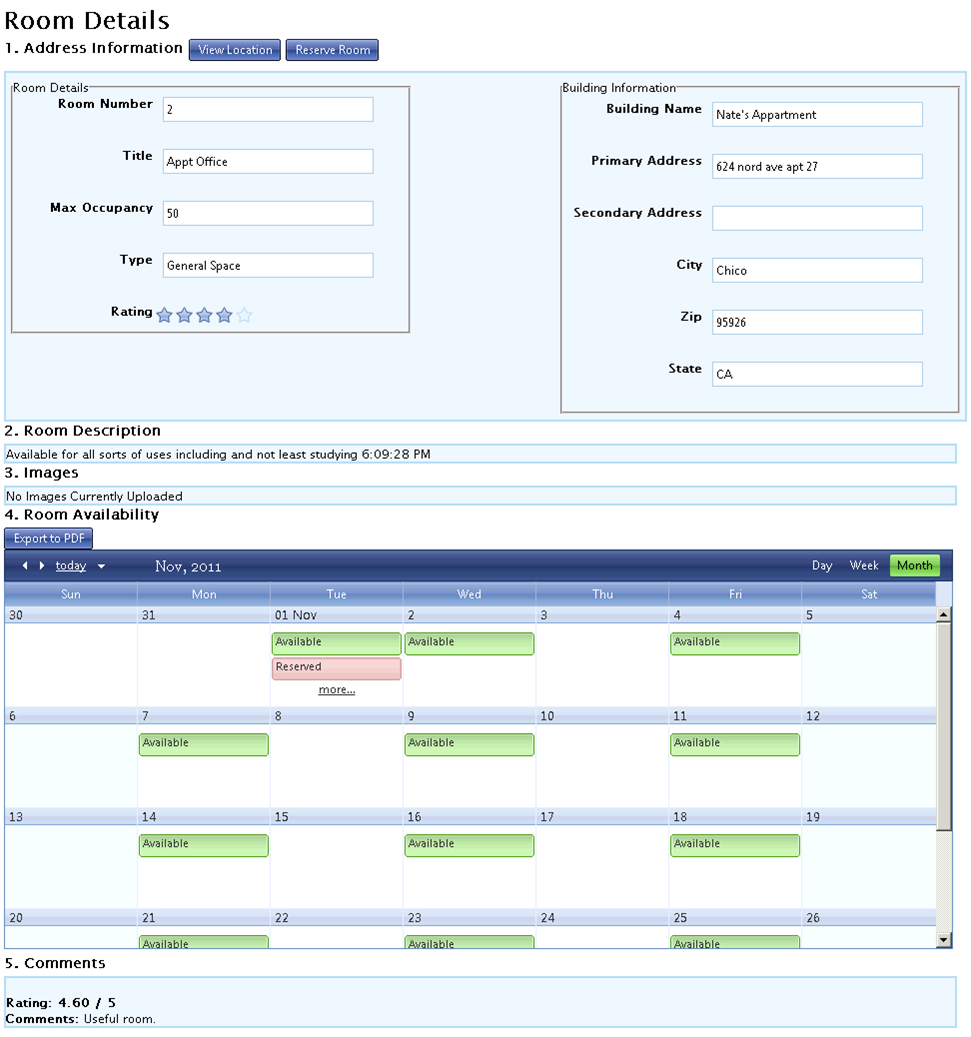 Room Details
1. Address Information View Location Reserve Room
Room Details
Room Number 2
Title Appt Office
Max Occupancy 50
Type General Space
Rating
Building Information
Building Name Nate's Appartment
Primary Address 624 nord ave apt 27
Secondary Address
City Chico
Zip 95926
State CA
2. Room Description
Available for all sorts of uses including and not least studying 6:09:28 PM
3. Images
No Images Currently Uploaded
4. Room Availability
Export to PDF
today Nov, 2011 Day Week Month
Sun Mon Tue Wed Thu Fri Sat
30 31 01 Nov 2 3 4 5
Available Available Available
Reserved
more...
6 7 8 9 10 11 12
Available Available Available
13 14 15 16 17 18 19
Available Available Available
20 21 22 23 24 25 26
Available Available Available
5. Comments
Rating: 4.60 / 5
Comments: Useful room.